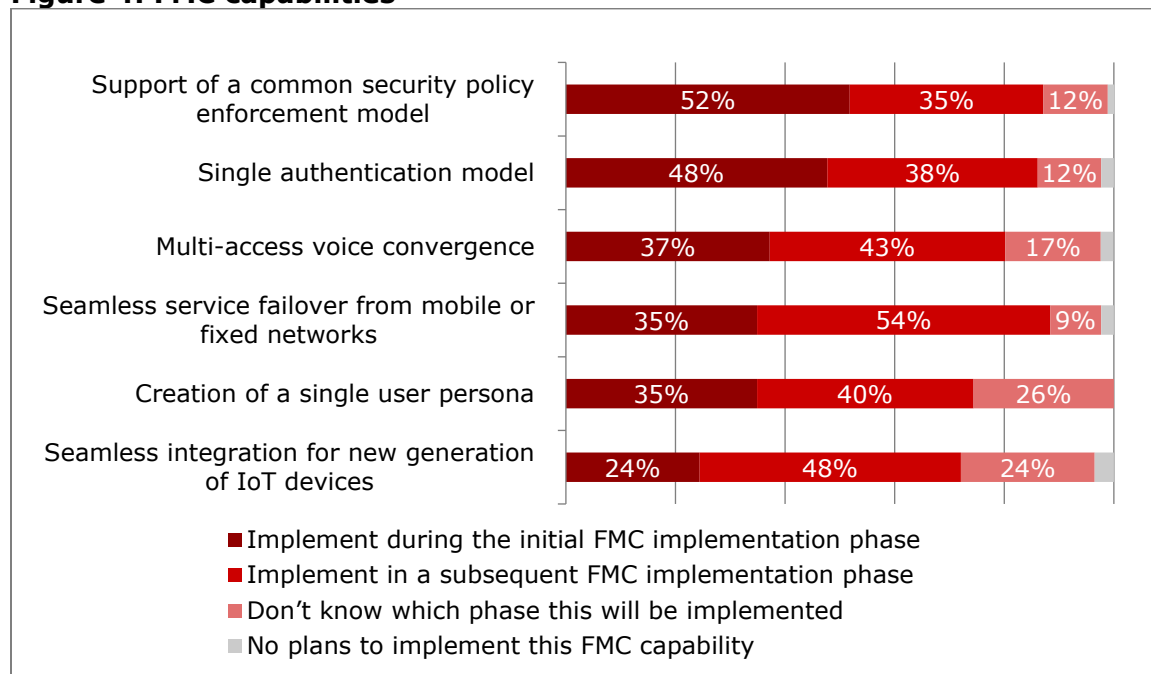 Figure 4: FMC capabilities
Support of a common security policy
enforcement model
52% 35% 12%
Single authentication model
48% 38% 12%
Multi-access voice convergence
37% 43% 17%
Seamless service failover from mobile or
fixed networks
35% 54% 9%
Creation of a single user persona
35% 40% 26%
Seamless integration for new generation
of IoT devices
24% 48% 24%
Implement during the initial FMC implementation phase
Implement in a subsequent FMC implementation phase
Don’t know which phase this will be implemented
No plans to implement this FMC capability